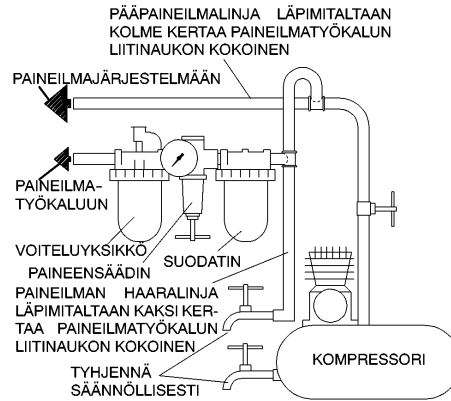 PÄÄPAINEILMALINJA LÄPIMITALTAAN
KOLME KERTAA PAINEILMATYÖKALUN
LIITINAUKON KOKOINEN
PAINEILMAJÄRJESTELMÄÄN
PAINEILMA-
TYÖKALUUN
VOITELUYKSIKKÖ
SUODATIN
PAINEENSÄÄDIN
PAINEILMAN HAARALINJA
LÄPIMITALTAAN KAKSI KER-
TAA PAINEILMATYÖKALUN
LIITINAUKON KOKOINEN
KOMPRESSORI
TYHJENNÄ
SÄÄNNÖLLISESTI